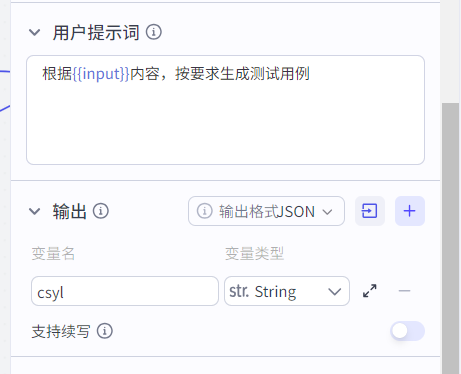 用户提示词
根据{{input}}内容，按要求生成测试用例
输出
输出格式JSON
变量名
变量类型
csyl
str. String
支持续写